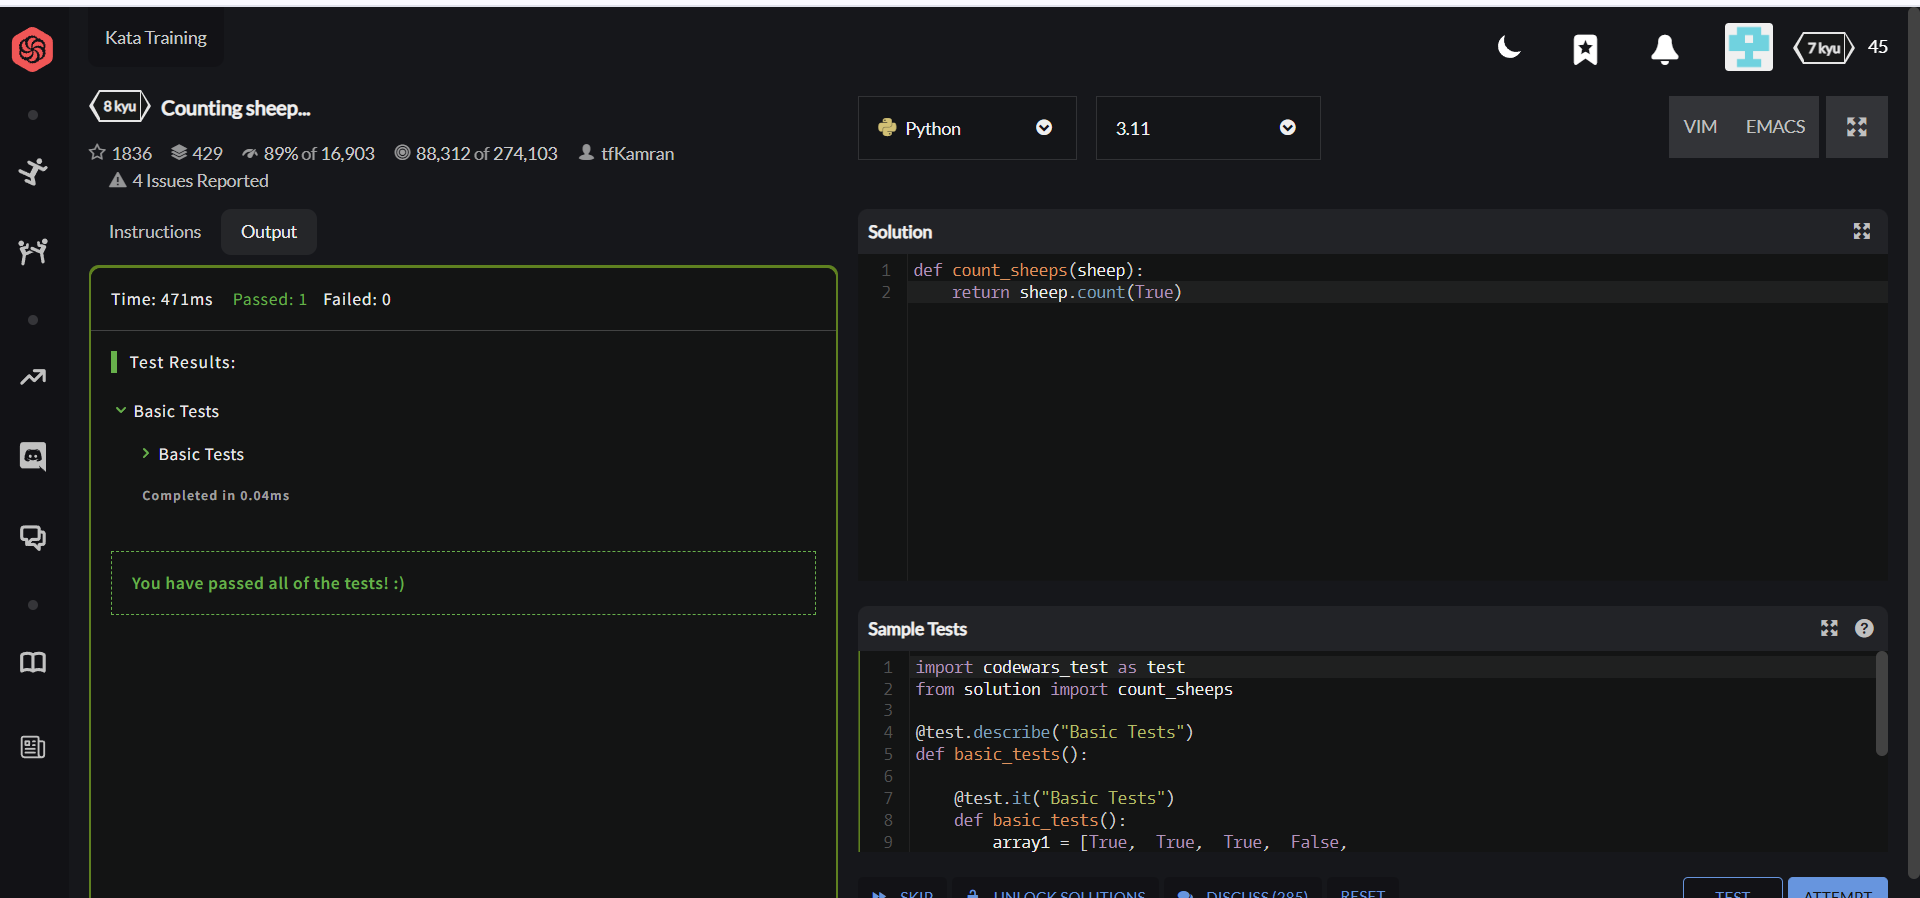 Kata Training
7 kyu 45
8 kyu Counting sheep...
1836 429 89% of 16,903 88,312 of 274,103 tfKamran
4 Issues Reported
Python 3.11 VIM EMACS
Instructions Output
Time: 471ms Passed: 1 Failed: 0
Test Results:
Basic Tests
Basic Tests
Completed in 0.04ms
You have passed all of the tests! :)
Solution
1 def count_sheeps(sheep):
2 return sheep.count(True)
Sample Tests
1 import codewars_test as test
2 from solution import count_sheeps
3
4 @test.describe("Basic Tests")
5 def basic_tests():
6
7 @test.it("Basic Tests")
8 def basic_tests():
9 array1 = [True, True, True, False,
SKIP UNLOCK SOLUTIONS DISCUSS (285) RESET TEST ATTEMPT